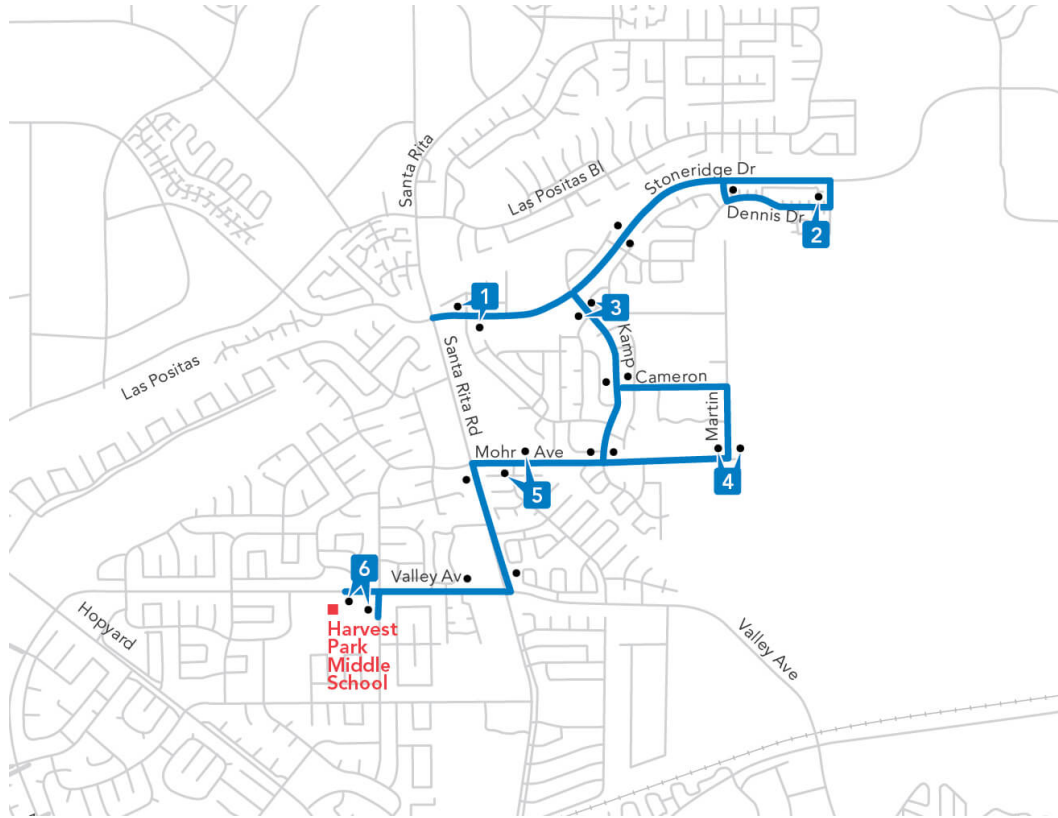 Santa Rita
Las Positas Bl
Stoneridge Dr
Dennis Dr
2
1
3
Kamp
Cameron
Las Positas
Santa Rita Rd
Martin
Mohr Ave
4
5
6
Valley Av
Hopyard
Harvest
Park
Middle
School
Valley Ave